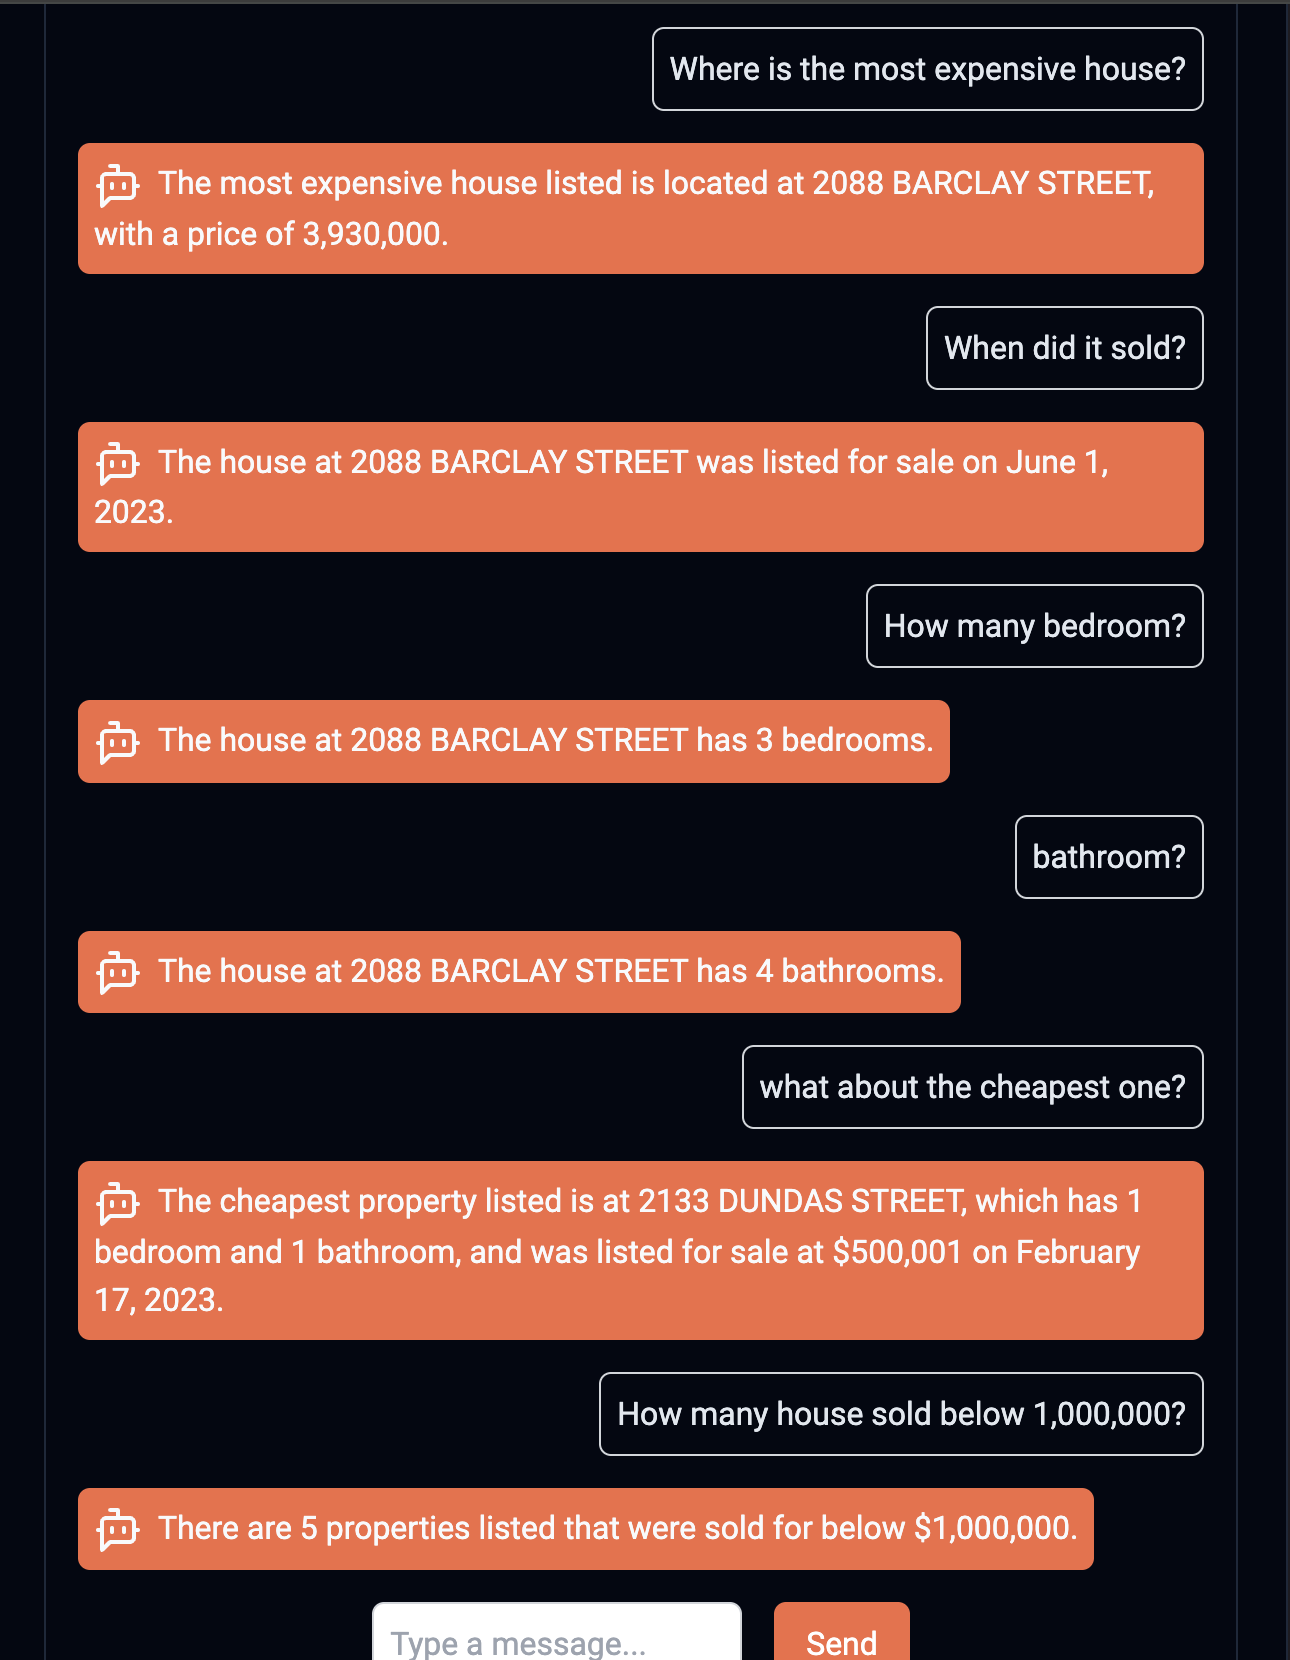 Where is the most expensive house?
The most expensive house listed is located at 2088 BARCLAY STREET,
with a price of 3,930,000.
When did it sold?
The house at 2088 BARCLAY STREET was listed for sale on June 1,
2023.
How many bedroom?
The house at 2088 BARCLAY STREET has 3 bedrooms.
bathroom?
The house at 2088 BARCLAY STREET has 4 bathrooms.
what about the cheapest one?
The cheapest property listed is at 2133 DUNDAS STREET, which has 1
bedroom and 1 bathroom, and was listed for sale at $500,001 on February
17, 2023.
How many house sold below 1,000,000?
There are 5 properties listed that were sold for below $1,000,000.
Type a message...
Send